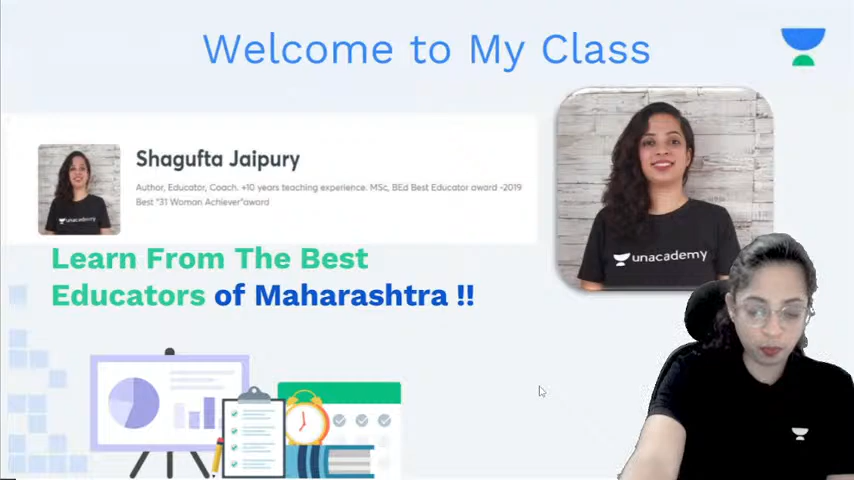 Welcome to My Class
Shagufta Jaipury
Author, Educator, Coach. +10 years teaching experience. MSc, BEd Best Educator award -2019
Best "31 Woman Achiever"award
unacademy
unacademy
Learn From The Best
Educators of Maharashtra !!